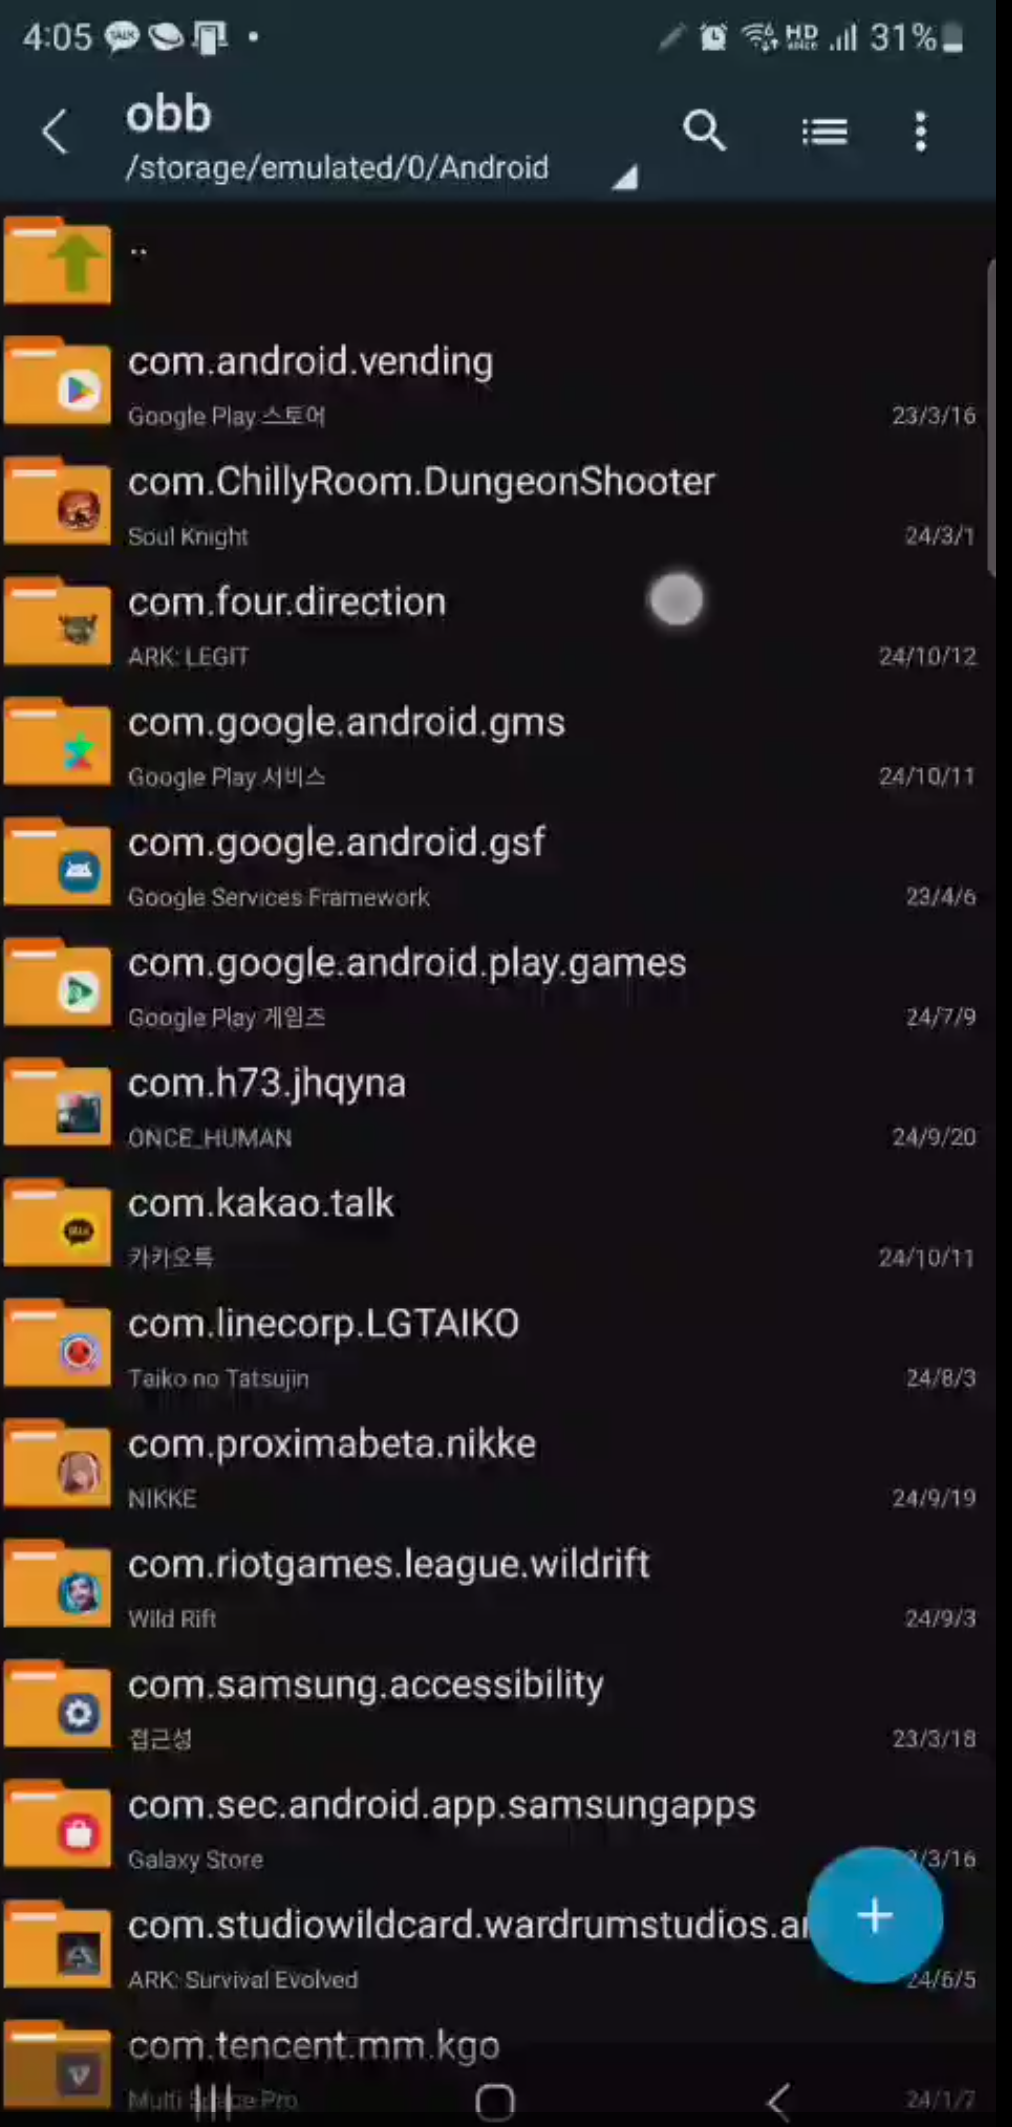 4:05
HD
31%
obb
/storage/emulated/0/Android
..
com.android.vending
Google Play 스토어
23/3/16
com.ChillyRoom.DungeonShooter
Soul Knight
24/3/1
com.four.direction
ARK: LEGIT
24/10/12
com.google.android.gms
Google Play 서비스
24/10/11
com.google.android.gsf
Google Services Framework
23/4/6
com.google.android.play.games
Google Play 게임즈
24/7/9
com.h73.jhqyna
ONCE_HUMAN
24/9/20
com.kakao.talk
카카오톡
24/10/11
com.linecorp.LGTAIKO
Taiko no Tatsujin
24/8/3
com.proximabeta.nikke
NIKKE
24/9/19
com.riotgames.league.wildrift
Wild Rift
24/9/3
com.samsung.accessibility
접근성
23/3/18
com.sec.android.app.samsungapps
Galaxy Store
/3/16
com.studiowildcard.wardrumstudios.ar
ARK: Survival Evolved
24/6/5
com.tencent.mm.kgo
Multi Space Pro
24/1/7